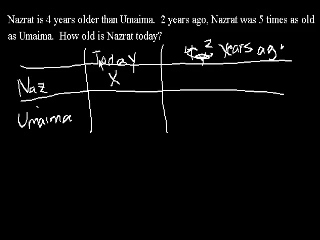 Nazrat is 4 years older than Umaima. 2 years ago, Nazrat was 5 times as old
as Umaima. How old is Nazrat today?
Today 2 years ago
Naz X
Umaima